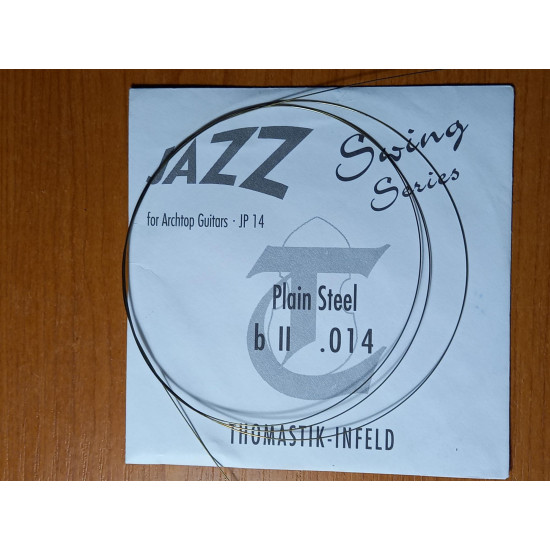 JAZZ
Swing
Series
for Archtop Guitars · JP 14
Plain Steel
b II .014
THOMASTIK-INFELD